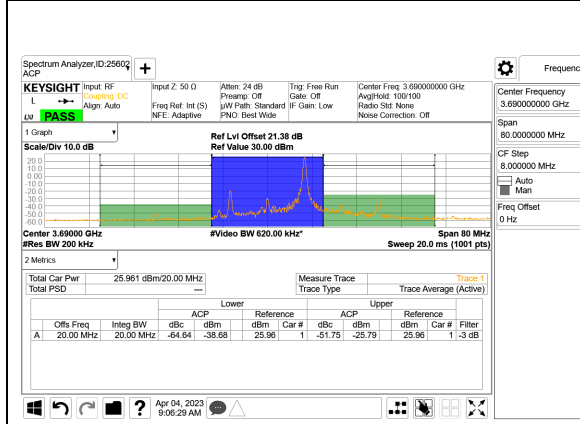 Spectrum Analyzer,ID:25602
ACP
Frequenc
KEYSIGHT Input: RF Input Z: 50 Ω Atten: 24 dB Trig: Free Run Center Freq: 3.690000000 GHz
L Coupling: DC Preamp: Off Gate: Off Avg|Hold: 100/100
Align: Auto Freq Ref: Int (S) µW Path: Standard IF Gain: Low Radio Std: None
PASS NFE: Adaptive PNO: Best Wide Noise Correction: Off
Center Frequency
3.690000000 GHz
Span
80.0000000 MHz
CF Step
8.000000 MHz
Auto
Man
Freq Offset
0 Hz
1 Graph
Ref Lvl Offset 21.38 dB
Scale/Div 10.0 dB Ref Value 30.00 dBm
20.0
10.0
0.00
-10.0
-20.0
-30.0
-40.0
-50.0
-60.0
Center 3.69000 GHz #Video BW 620.00 kHz* Span 80 MHz
#Res BW 200 kHz Sweep 20.0 ms (1001 pts)
2 Metrics
Total Car Pwr 25.961 dBm/20.00 MHz Measure Trace Trace 1
Total PSD --- Trace Type Trace Average (Active)
Lower Upper
ACP Reference ACP Reference
Offs Freq Integ BW dBc dBm dBm Car # dBc dBm dBm Car # Filter
A 20.00 MHz 20.00 MHz -64.64 -38.68 25.96 1 -51.75 -25.79 25.96 1 -3 dB
? Apr 04, 2023
9:06:29 AM